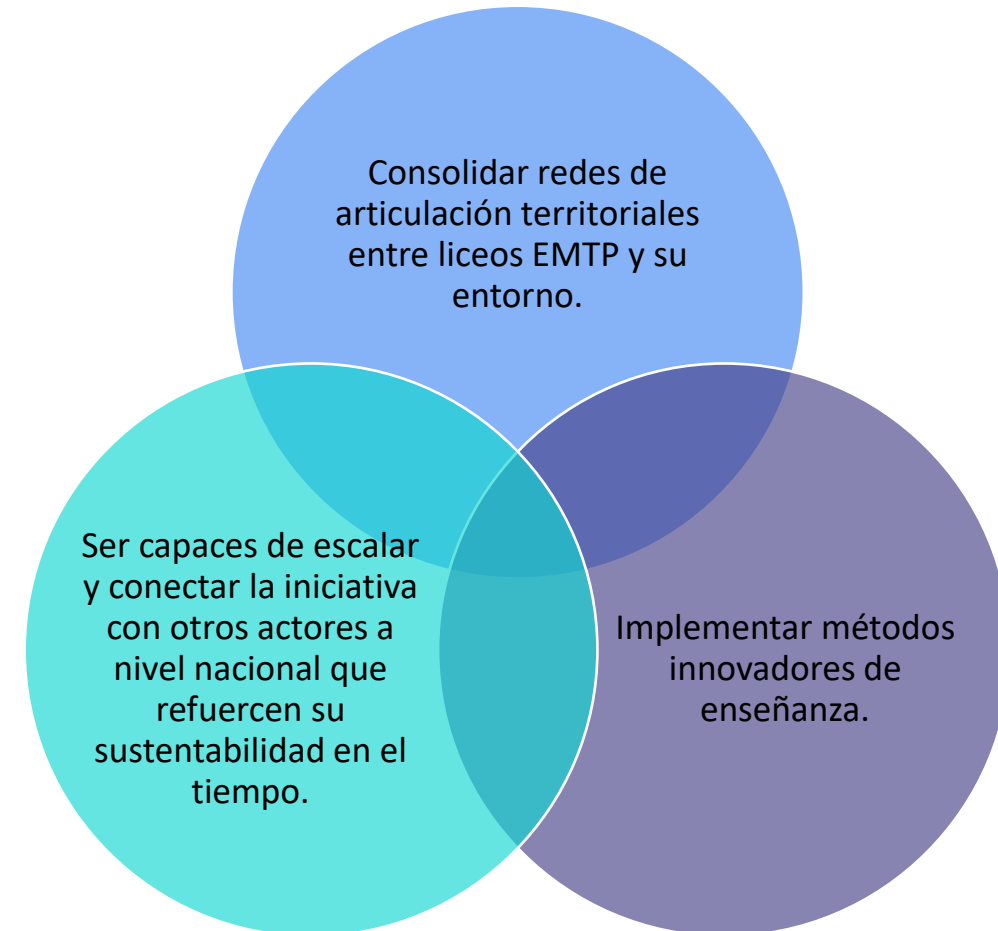 Consolidar redes de
articulación territoriales
entre liceos EMTP y su
entorno.
Ser capaces de escalar
y conectar la iniciativa
con otros actores a
nivel nacional que
refuercen su
sustentabilidad en el
tiempo.
Implementar métodos
innovadores de
enseñanza.